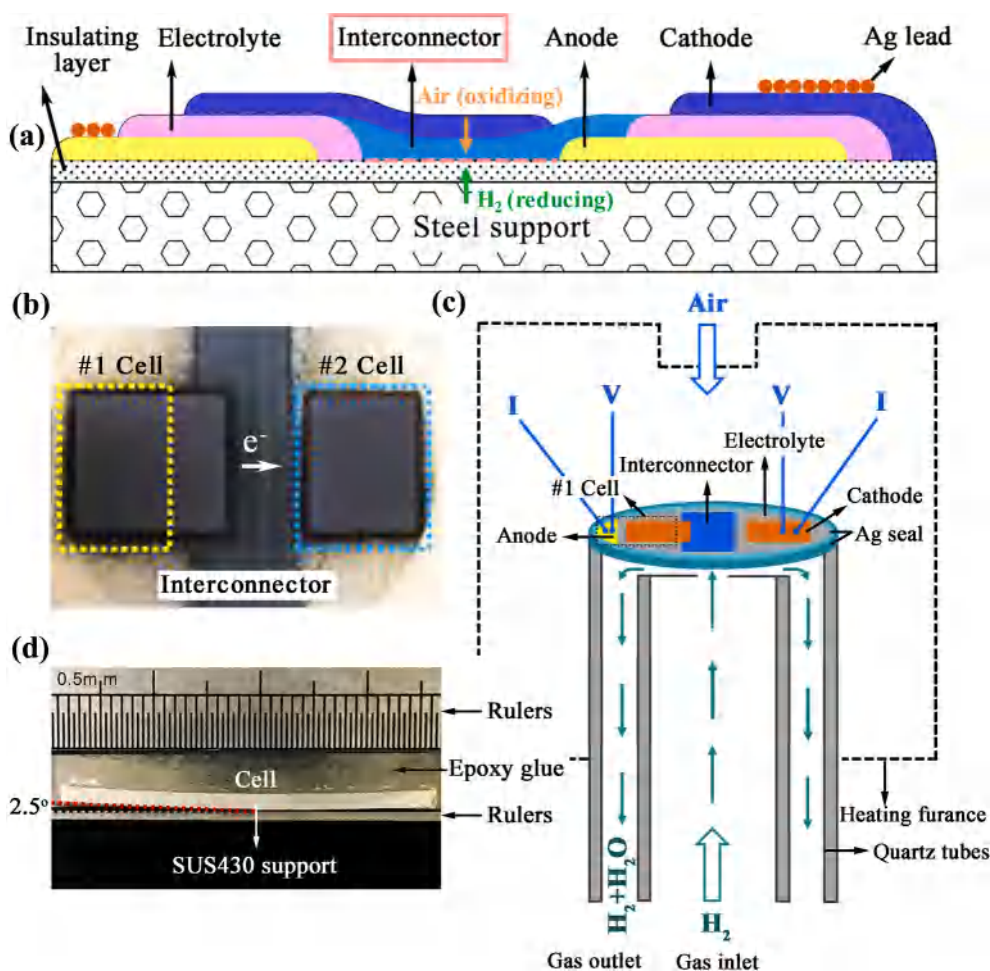 Insulating layer
Electrolyte
Interconnector
Anode
Cathode
Ag lead
(a)
Air (oxidizing)
H₂ (reducing)
Steel support
(b)
#1 Cell
#2 Cell
e⁻
Interconnector
(c)
Air
I
V
V
I
Electrolyte
Interconnector
#1 Cell
Cathode
Anode
Ag seal
Heating furance
Quartz tubes
H₂+H₂O
H₂
Gas outlet
Gas inlet
(d)
0.5mm
Rulers
Cell
Epoxy glue
2.5°
Rulers
SUS430 support